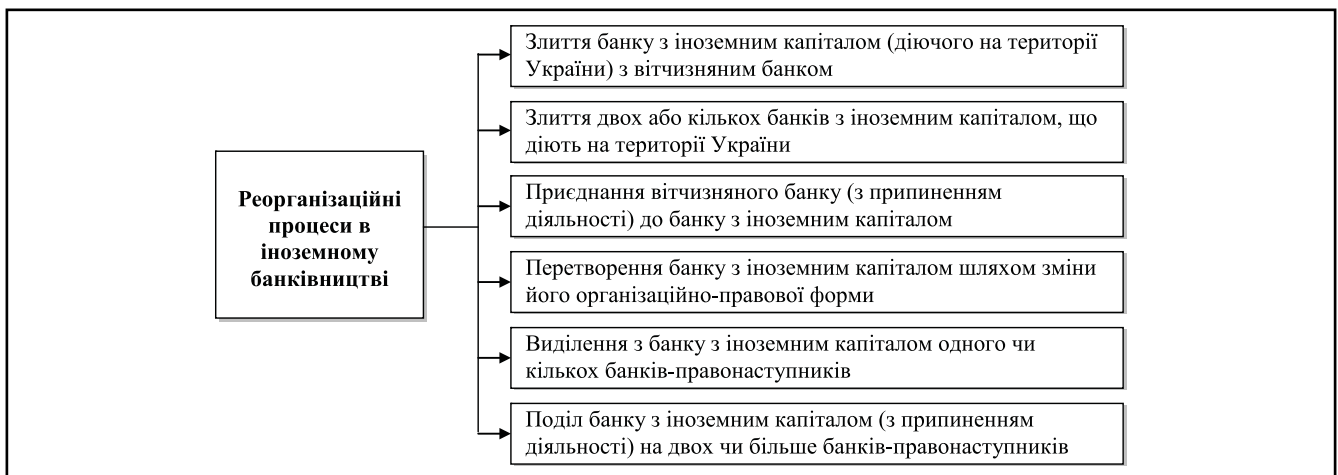 Злиття банку з іноземним капіталом (діючого на території
України) з вітчизняним банком
Злиття двох або кількох банків з іноземним капіталом, що
діють на території України
Реорганізаційні
процеси в
іноземному
банківництві
Приєднання вітчизняного банку (з припиненням
діяльності) до банку з іноземним капіталом
Перетворення банку з іноземним капіталом шляхом зміни
його організаційно-правової форми
Виділення з банку з іноземним капіталом одного чи
кількох банків-правонаступників
Поділ банку з іноземним капіталом (з припиненням
діяльності) на двох чи більше банків-правонаступників